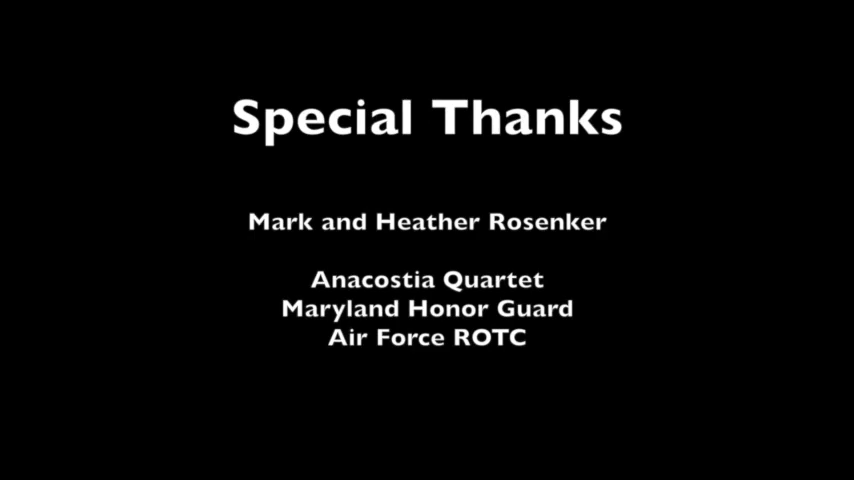 Special Thanks
Mark and Heather Rosenker
Anacostia Quartet
Maryland Honor Guard
Air Force ROTC